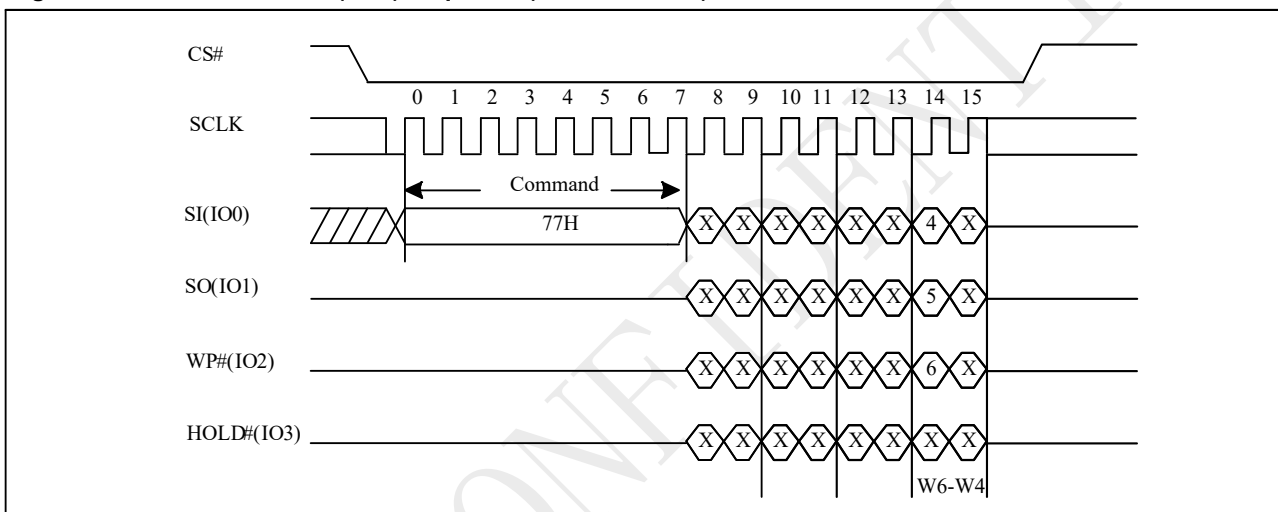 CS#
0 1 2 3 4 5 6 7 8 9 10 11 12 13 14 15
SCLK
Command
SI(IO0) 77H X X X X X X 4 X
SO(IO1) X X X X X X 5 X
WP#(IO2) X X X X X X 6 X
HOLD#(IO3) X X X X X X X X
W6-W4